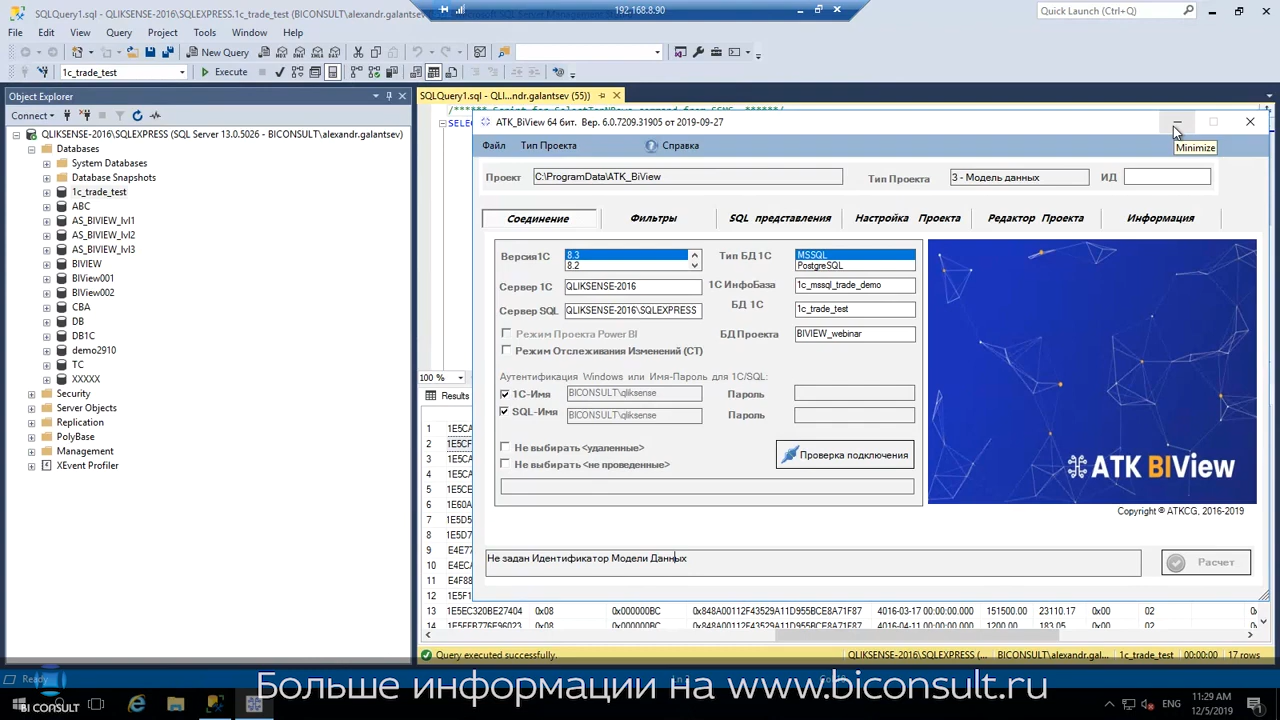 SQLQuery1.sql - QLIKSENSE-2016\SQLEXPRESS.1c_trade_test (BICONSULT\alexandr.galantsev
192.168.8.90
Quick Launch (Ctrl+Q)
File Edit View Query Project Tools Window Help
New Query
1c_trade_test Execute
Object Explorer
SQLQuery1.sql - QLI...ndr.galantsev (55))
Connect
QLIKSENSE-2016\SQLEXPRESS (SQL Server 13.0.5026 - BICONSULT\alexandr.galantsev)
Databases
System Databases
Database Snapshots
1c_trade_test
ABC
AS_BIVIEW_lvl1
AS_BIVIEW_lvl2
AS_BIVIEW_lvl3
BIVIEW
BIView001
BIView002
CBA
DB
DB1C
demo2910
TC
XXXXX
Security
Server Objects
Replication
PolyBase
Management
XEvent Profiler
ATK_BiView 64 бит. Вер. 6.0.7209.31905 от 2019-09-27
Minimize
Файл Тип Проекта Справка
Проект C:\ProgramData\ATK_BiView Тип Проекта 3 - Модель данных ИД
Соединение Фильтры SQL представления Настройка Проекта Редактор Проекта Информация
Версия1С 8.3 8.2 Тип БД 1С MSSQL PostgreSQL
Сервер 1С QLIKSENSE-2016 1С ИнфоБаза 1c_mssql_trade_demo
Сервер SQL QLIKSENSE-2016\SQLEXPRESS БД 1С 1c_trade_test
Режим Проекта Power BI БД Проекта BIVIEW_webinar
Режим Отслеживания Изменений (CT)
Аутентификация Windows или Имя-Пароль для 1С/SQL:
1С-Имя BICONSULT\qliksense Пароль
SQL-Имя BICONSULT\qliksense Пароль
Не выбирать <удаленные>
Не выбирать <не проведенные>
Проверка подключения
ATK BIView
Copyright ® ATKCG, 2016-2019
Не задан Идентификатор Модели Данных
Расчет
100 %
Results
1 1E5CA
2 1E5CF
3 1E5CA
4 1E5CB
5 1E5CE
6 1E60A
7 1E5D5
8 1E5D7
9 E4E77
10 E4ECA
11 E4F88
12 1E5F1
13 1E5EC320BE27404 0x08 0x000000BC 0x848A00112F43529A11D955BCE8A71F87 4016-03-17 00:00:00.000 151500.00 23110.17 0x00 02
Query executed successfully. QLIKSENSE-2016\SQLEXPRESS (... BICONSULT\alexandr.gal... 1c_trade_test 00:00:00 17 rows
Ready
Больше информации на www.biconsult.ru
BI CONSULT
ENG 11:29 AM
12/5/2019